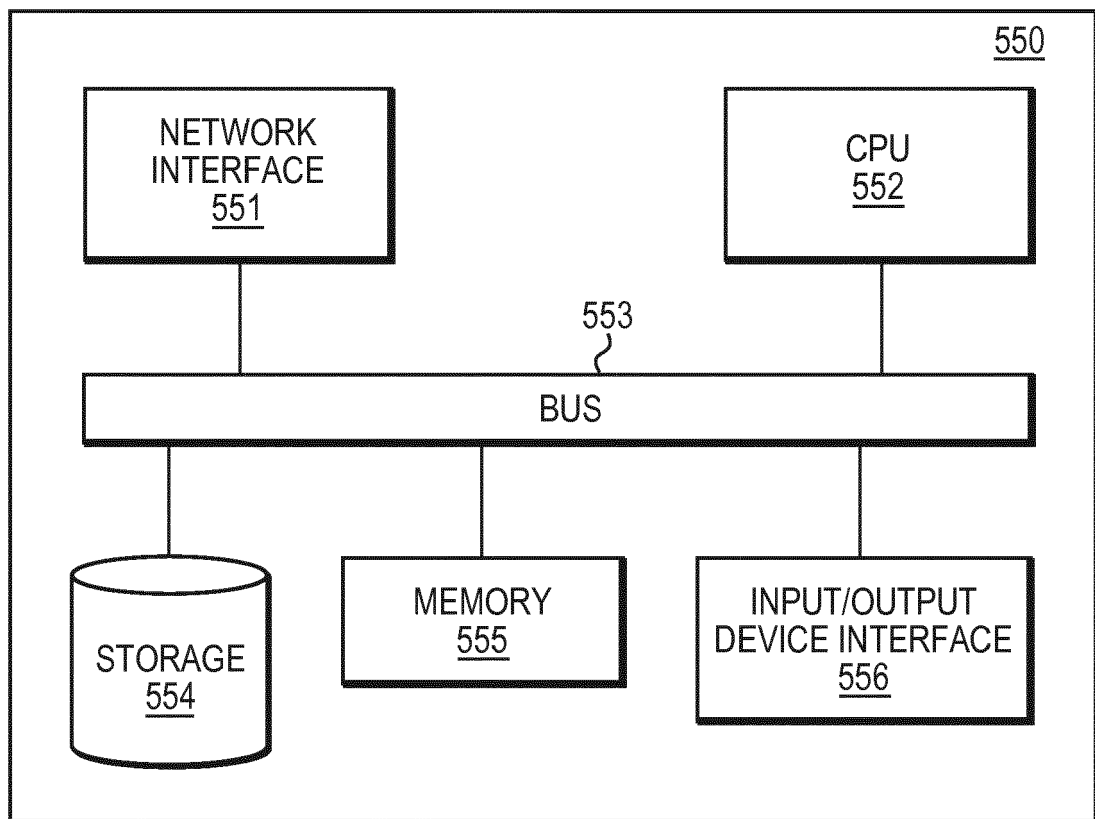 550
NETWORK
INTERFACE
551
CPU
552
553
BUS
STORAGE
554
MEMORY
555
INPUT/OUTPUT
DEVICE INTERFACE
556